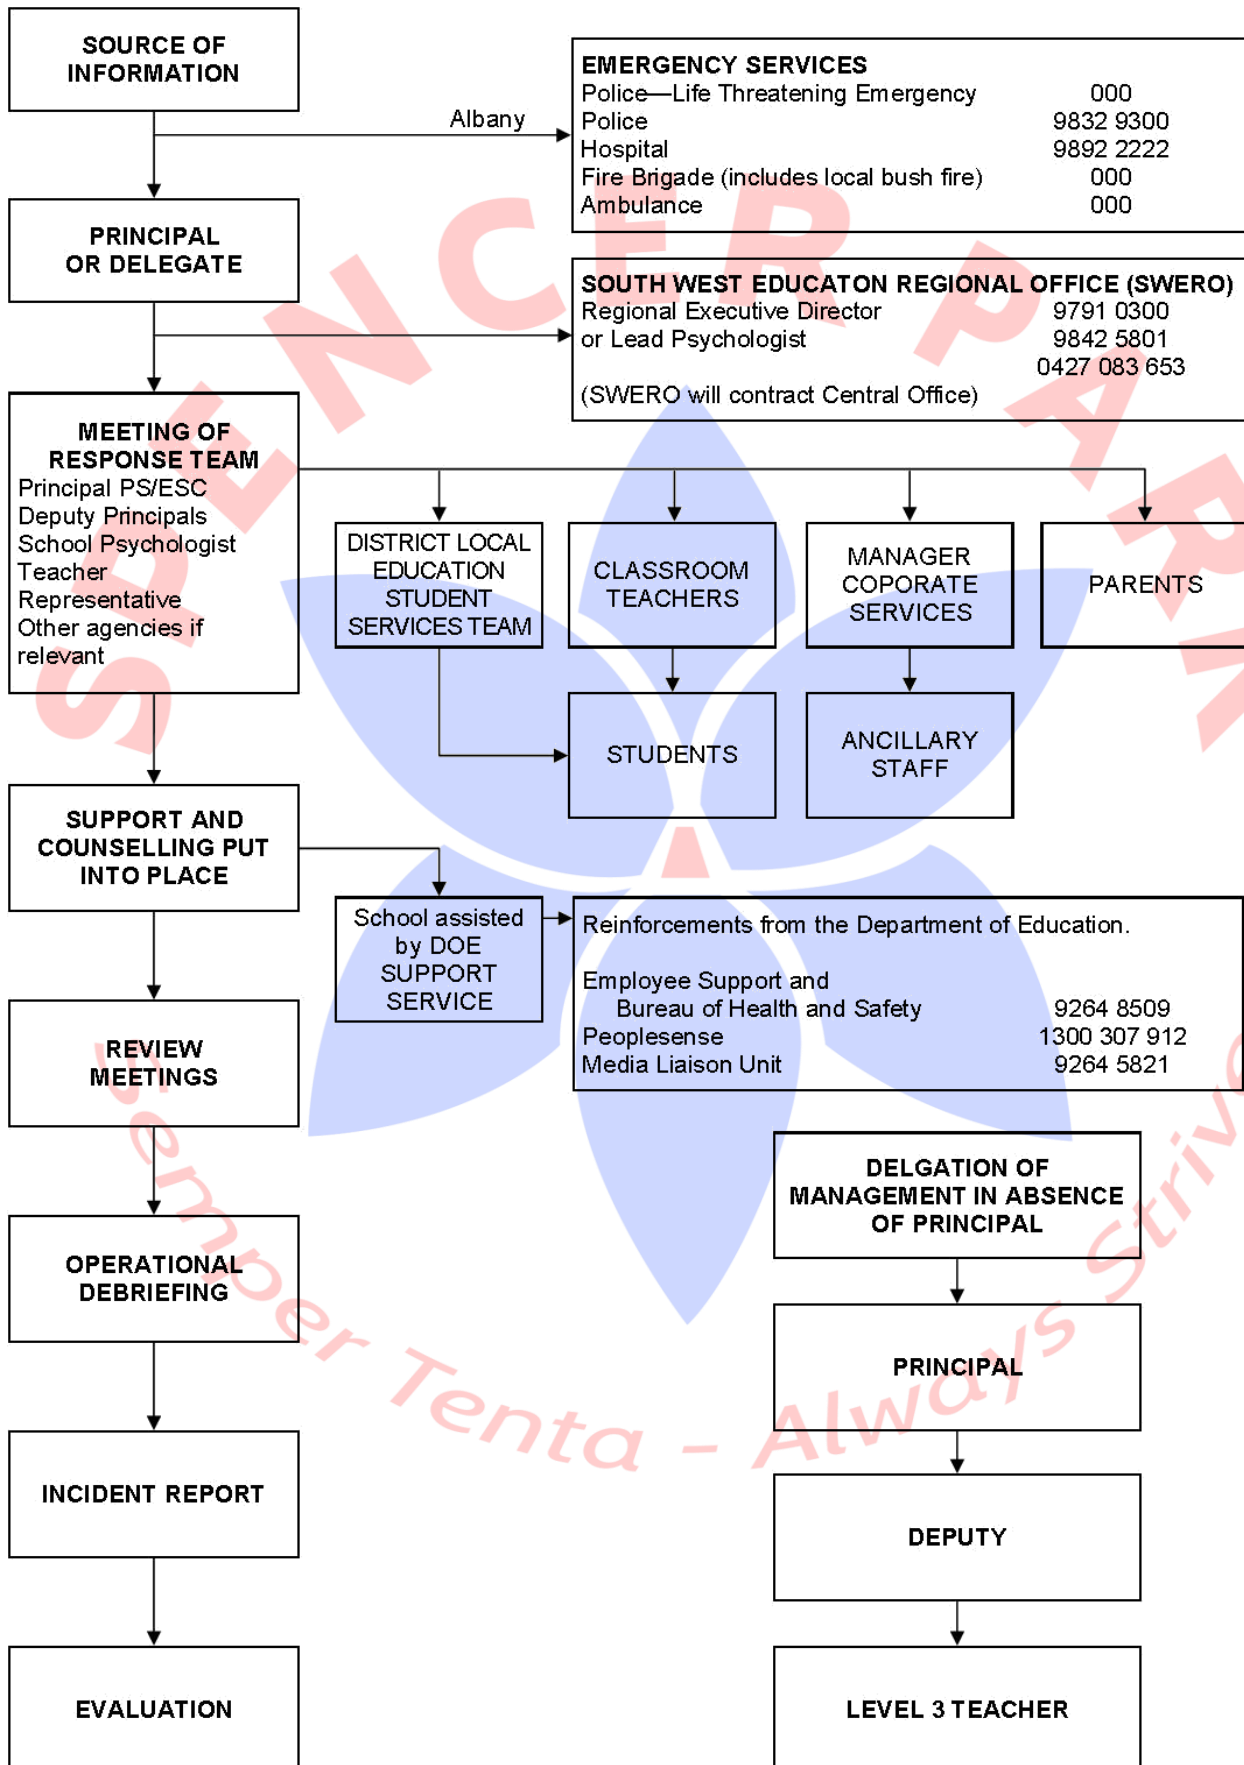 SOURCE OF
INFORMATION
Albany
EMERGENCY SERVICES
Police—Life Threatening Emergency 000
Police 9832 9300
Hospital 9892 2222
Fire Brigade (includes local bush fire) 000
Ambulance 000
PRINCIPAL
OR DELEGATE
SOUTH WEST EDUCATON REGIONAL OFFICE (SWERO)
Regional Executive Director 9791 0300
or Lead Psychologist 9842 5801
0427 083 653
(SWERO will contract Central Office)
MEETING OF
RESPONSE TEAM
Principal PS/ESC
Deputy Principals
School Psychologist
Teacher
Representative
Other agencies if
relevant
DISTRICT LOCAL
EDUCATION
STUDENT
SERVICES TEAM
CLASSROOM
TEACHERS
MANAGER
COPORATE
SERVICES
PARENTS
STUDENTS
ANCILLARY
STAFF
SUPPORT AND
COUNSELLING PUT
INTO PLACE
School assisted
by DOE
SUPPORT
SERVICE
Reinforcements from the Department of Education.
Employee Support and
Bureau of Health and Safety 9264 8509
Peoplesense 1300 307 912
Media Liaison Unit 9264 5821
REVIEW
MEETINGS
OPERATIONAL
DEBRIEFING
INCIDENT REPORT
EVALUATION
DELGATION OF
MANAGEMENT IN ABSENCE
OF PRINCIPAL
PRINCIPAL
DEPUTY
LEVEL 3 TEACHER
SPENCER PARK
Semper Tenta - Always Strive